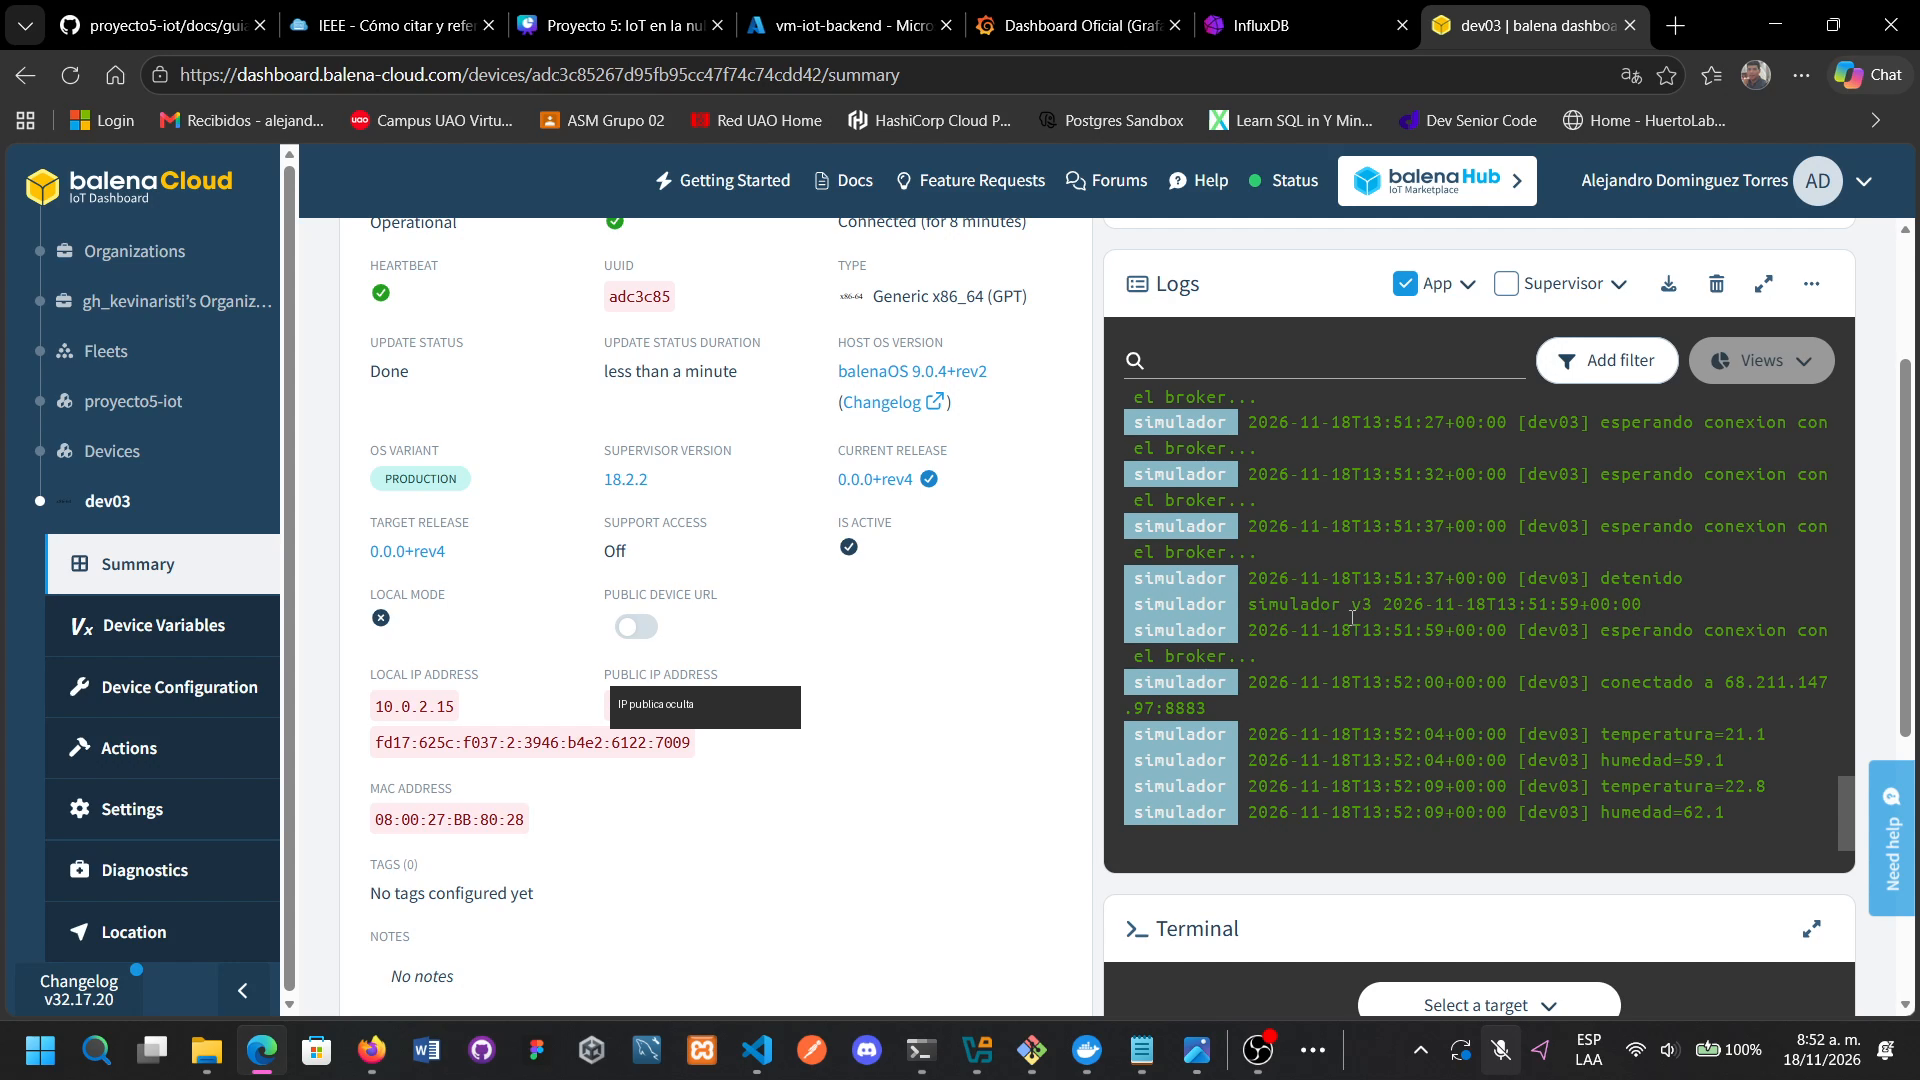 proyecto5-iot/docs/guia
IEEE - Cómo citar y refer
Proyecto 5: IoT en la nu
vm-iot-backend - Micro
Dashboard Oficial (Grafa
InfluxDB
dev03 | balena dashboa
https://dashboard.balena-cloud.com/devices/adc3c85267d95fb95cc47f74c74cdd42/summary
Chat
Login
Recibidos - alejand...
Campus UAO Virtu...
ASM Grupo 02
Red UAO Home
HashiCorp Cloud P...
Postgres Sandbox
Learn SQL in Y Min...
Dev Senior Code
Home - HuertoLab...
balenaCloud
IoT Dashboard
Getting Started
Docs
Feature Requests
Forums
Help
Status
balenaHub
IoT Marketplace
Alejandro Dominguez Torres
AD
Organizations
gh_kevinaristi's Organiz...
Fleets
proyecto5-iot
Devices
dev03
Summary
Device Variables
Device Configuration
Actions
Settings
Diagnostics
Location
Changelog
v32.17.20
Operational
Connected (for 8 minutes)
HEARTBEAT
UUID
adc3c85
TYPE
x86-64
Generic x86_64 (GPT)
UPDATE STATUS
Done
UPDATE STATUS DURATION
less than a minute
HOST OS VERSION
balenaOS 9.0.4+rev2
(Changelog)
OS VARIANT
PRODUCTION
SUPERVISOR VERSION
18.2.2
CURRENT RELEASE
0.0.0+rev4
TARGET RELEASE
0.0.0+rev4
SUPPORT ACCESS
Off
IS ACTIVE
LOCAL MODE
PUBLIC DEVICE URL
LOCAL IP ADDRESS
10.0.2.15
fd17:625c:f037:2:3946:b4e2:6122:7009
PUBLIC IP ADDRESS
IP publica oculta
MAC ADDRESS
08:00:27:BB:80:28
TAGS (0)
No tags configured yet
NOTES
No notes
Logs
App
Supervisor
Add filter
Views
el broker...
simulador 2026-11-18T13:51:27+00:00 [dev03] esperando conexion con
el broker...
simulador 2026-11-18T13:51:32+00:00 [dev03] esperando conexion con
el broker...
simulador 2026-11-18T13:51:37+00:00 [dev03] esperando conexion con
el broker...
simulador 2026-11-18T13:51:37+00:00 [dev03] detenido
simulador simulador v3 2026-11-18T13:51:59+00:00
simulador 2026-11-18T13:51:59+00:00 [dev03] esperando conexion con
el broker...
simulador 2026-11-18T13:52:00+00:00 [dev03] conectado a 68.211.147
.97:8883
simulador 2026-11-18T13:52:04+00:00 [dev03] temperatura=21.1
simulador 2026-11-18T13:52:04+00:00 [dev03] humedad=59.1
simulador 2026-11-18T13:52:09+00:00 [dev03] temperatura=22.8
simulador 2026-11-18T13:52:09+00:00 [dev03] humedad=62.1
Terminal
Select a target
Need help
ESP
LAA
100%
8:52 a. m.
18/11/2026